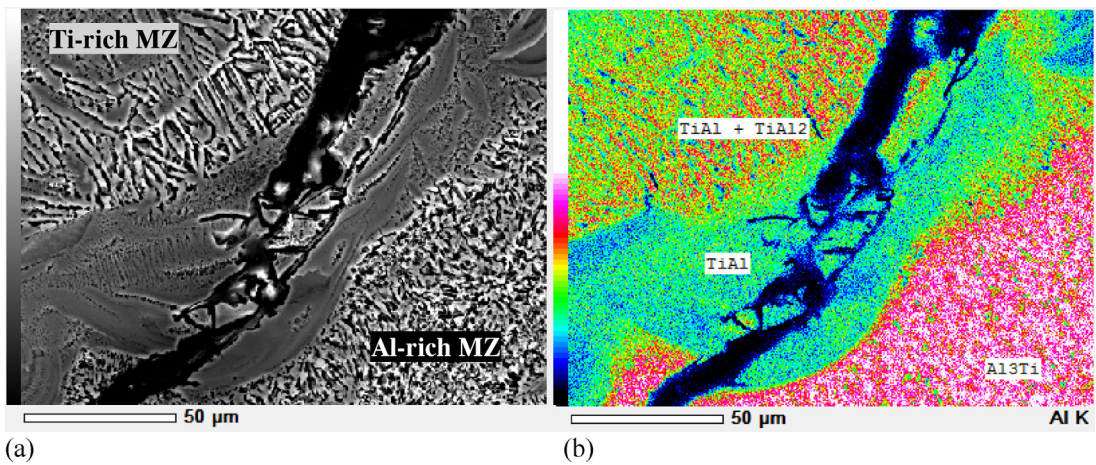 Ti-rich MZ
Al-rich MZ
50 µm
(a)
TiAl + TiAl2
TiAl
Al3Ti
50 µm
Al K
(b)